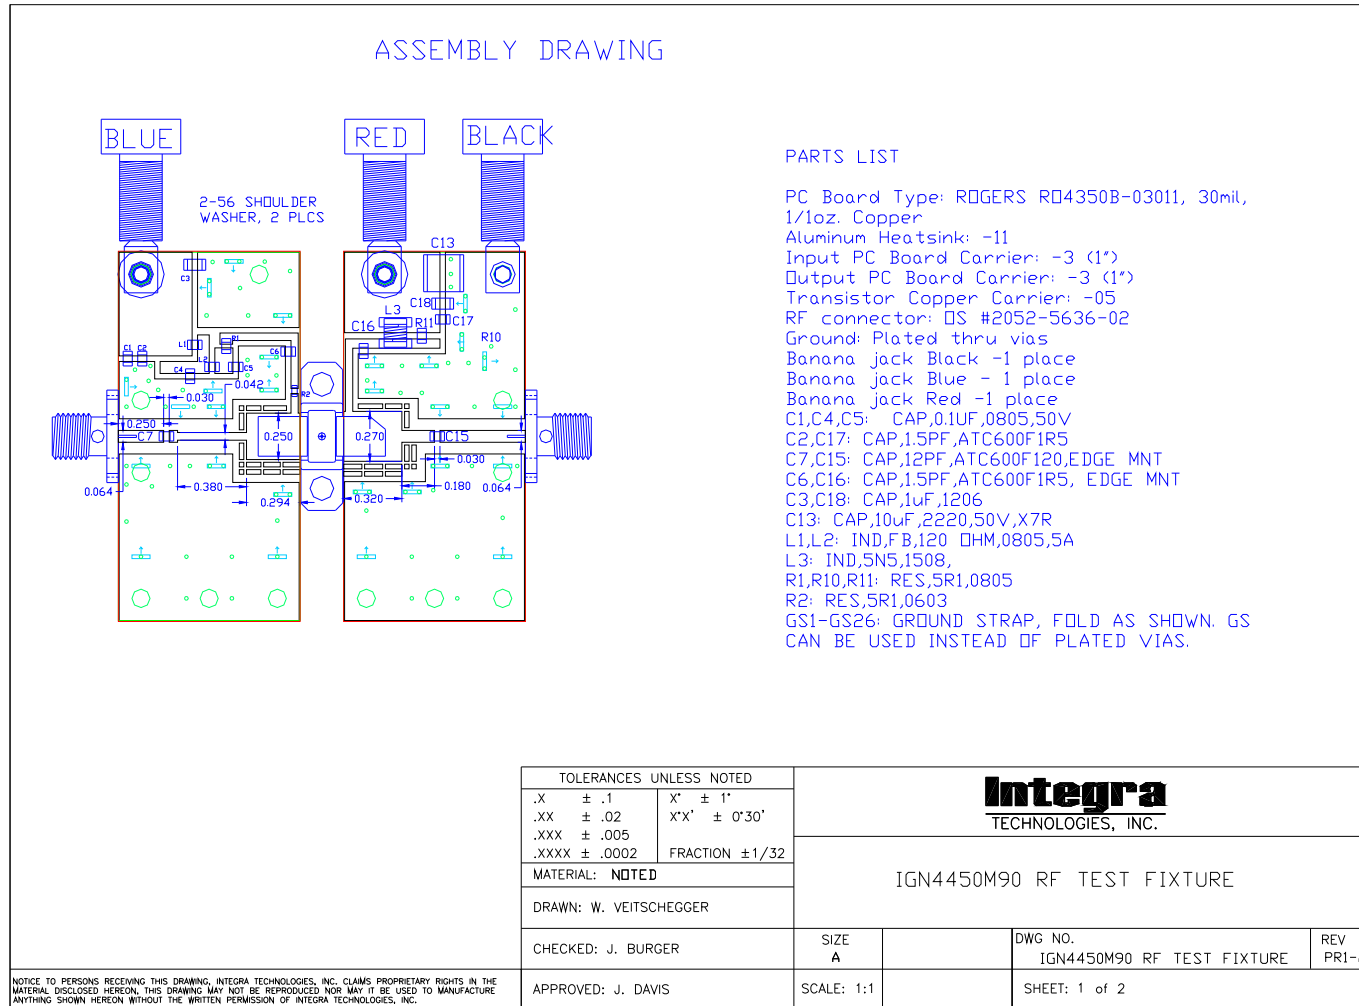 ASSEMBLY DRAWING
BLUE
RED
BLACK
2-56 SHOULDER
WASHER, 2 PLCS
C13
C3
C18
L3
C17
C16
R11
R10
L1
R1
C1
C2
L2
C6
C5
C4
0.042
R2
0.030
0.250
C7
0.250
0.270
C15
0.030
0.064
0.380
0.294
0.320
0.180
0.064
PARTS LIST
PC Board Type: ROGERS RO4350B-03011, 30mil,
1/1oz. Copper
Aluminum Heatsink: -11
Input PC Board Carrier: -3 (1")
Output PC Board Carrier: -3 (1")
Transistor Copper Carrier: -05
RF connector: OS #2052-5636-02
Ground: Plated thru vias
Banana jack Black -1 place
Banana jack Blue - 1 place
Banana jack Red -1 place
C1,C4,C5: CAP,0.1UF,0805,50V
C2,C17: CAP,1.5PF,ATC600F1R5
C7,C15: CAP,12PF,ATC600F120,EDGE MNT
C6,C16: CAP,1.5PF,ATC600F1R5, EDGE MNT
C3,C18: CAP,1uF,1206
C13: CAP,10uF,2220,50V,X7R
L1,L2: IND,FB,120 OHM,0805,5A
L3: IND,5N5,1508,
R1,R10,R11: RES,5R1,0805
R2: RES,5R1,0603
GS1-GS26: GROUND STRAP, FOLD AS SHOWN. GS
CAN BE USED INSTEAD OF PLATED VIAS.
TOLERANCES UNLESS NOTED
.X ± .1
.XX ± .02
.XXX ± .005
.XXXX ± .0002
X° ± 1°
X°X' ± 0°30'
FRACTION ±1/32
MATERIAL: NOTED
DRAWN: W. VEITSCHEGGER
CHECKED: J. BURGER
APPROVED: J. DAVIS
Integra
TECHNOLOGIES, INC.
IGN4450M90 RF TEST FIXTURE
SIZE
A
DWG NO.
IGN4450M90 RF TEST FIXTURE
REV
PR1-
SCALE: 1:1
SHEET: 1 of 2
NOTICE TO PERSONS RECEIVING THIS DRAWING, INTEGRA TECHNOLOGIES, INC. CLAIMS PROPRIETARY RIGHTS IN THE
MATERIAL DISCLOSED HEREON. THIS DRAWING MAY NOT BE REPRODUCED NOR MAY IT BE USED TO MANUFACTURE
ANYTHING SHOWN HEREON WITHOUT THE WRITTEN PERMISSION OF INTEGRA TECHNOLOGIES, INC.